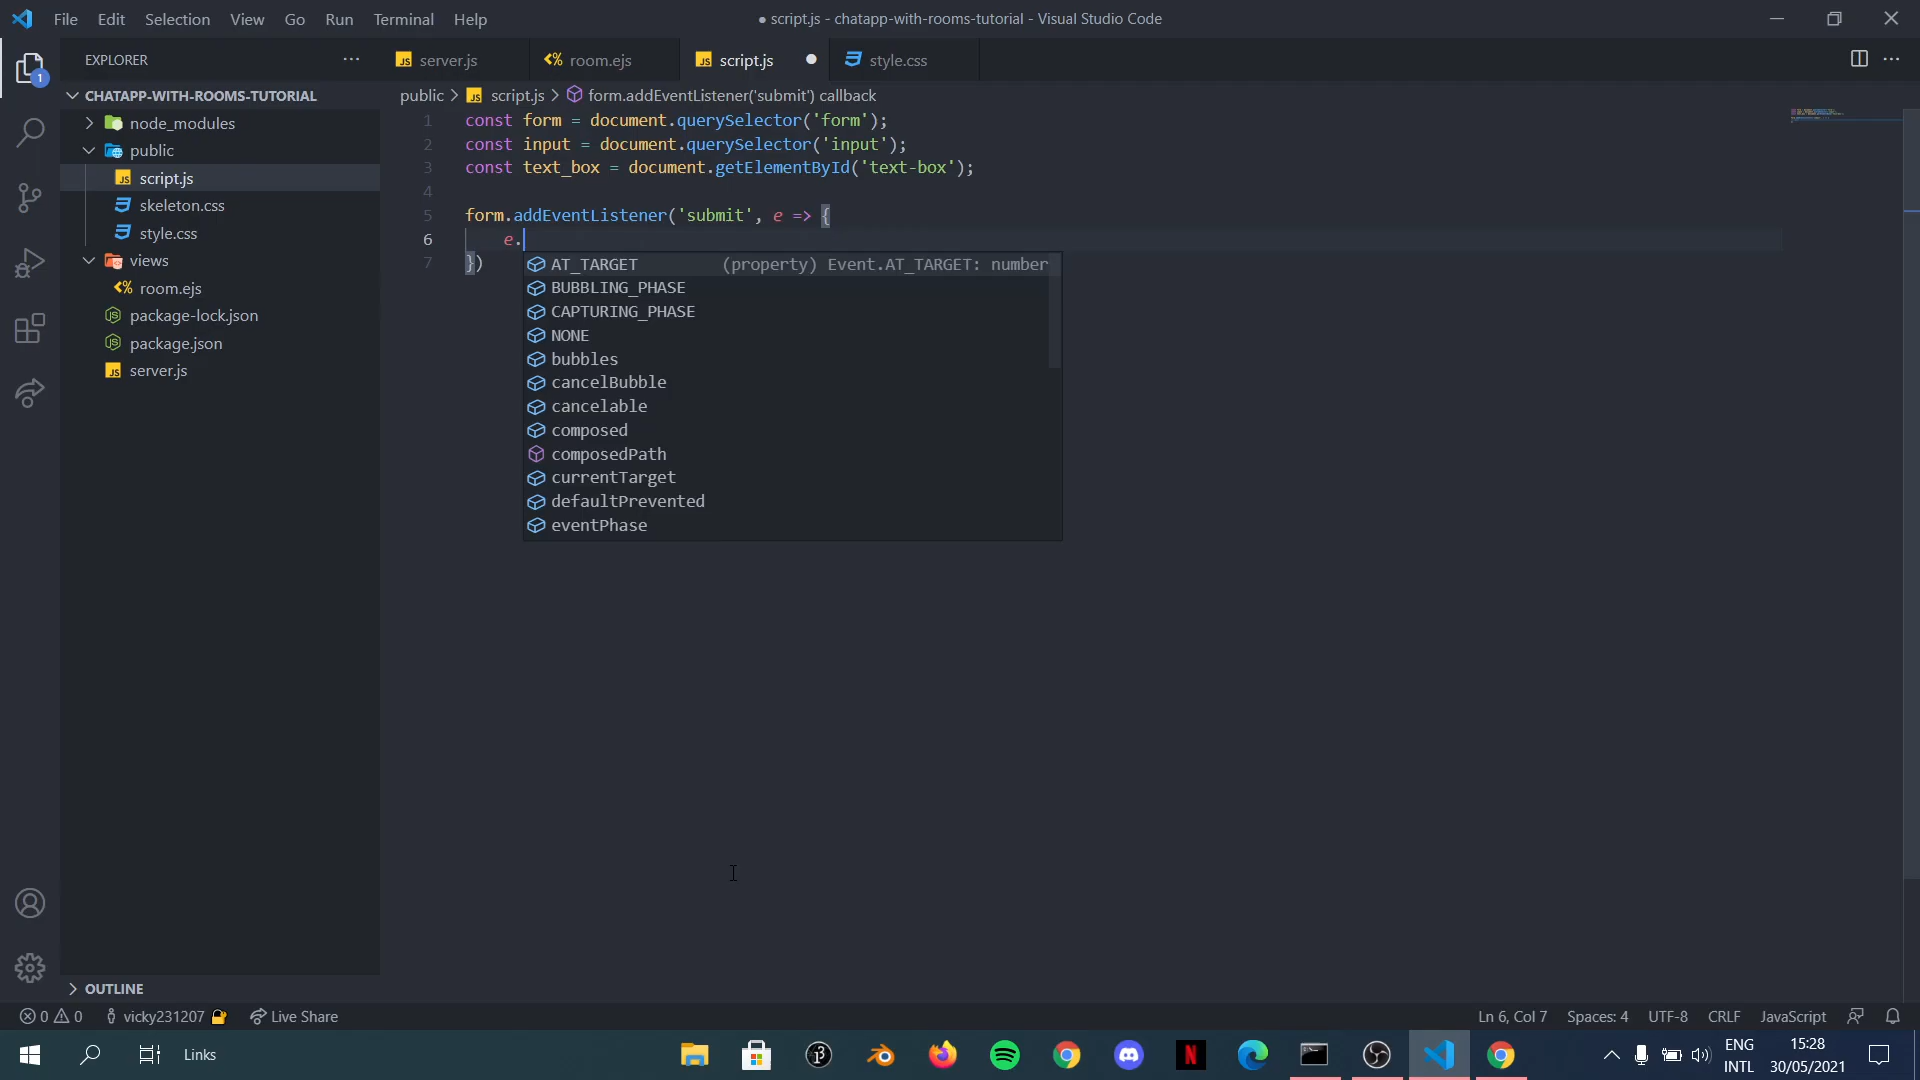 File Edit Selection View Go Run Terminal Help
● script.js - chatapp-with-rooms-tutorial - Visual Studio Code
EXPLORER
server.js
room.ejs
script.js
style.css
CHATAPP-WITH-ROOMS-TUTORIAL
node_modules
public
script.js
skeleton.css
style.css
views
room.ejs
package-lock.json
package.json
server.js
OUTLINE
public > script.js > form.addEventListener('submit') callback
1 const form = document.querySelector('form');
2 const input = document.querySelector('input');
3 const text_box = document.getElementById('text-box');
4
5 form.addEventListener('submit', e => {
6 e.
7 })
AT_TARGET (property) Event.AT_TARGET: number
BUBBLING_PHASE
CAPTURING_PHASE
NONE
bubbles
cancelBubble
cancelable
composed
composedPath
currentTarget
defaultPrevented
eventPhase
1
0 0 vicky231207 Live Share
Ln 6, Col 7 Spaces: 4 UTF-8 CRLF JavaScript
Links
ENG
INTL
15:28
30/05/2021